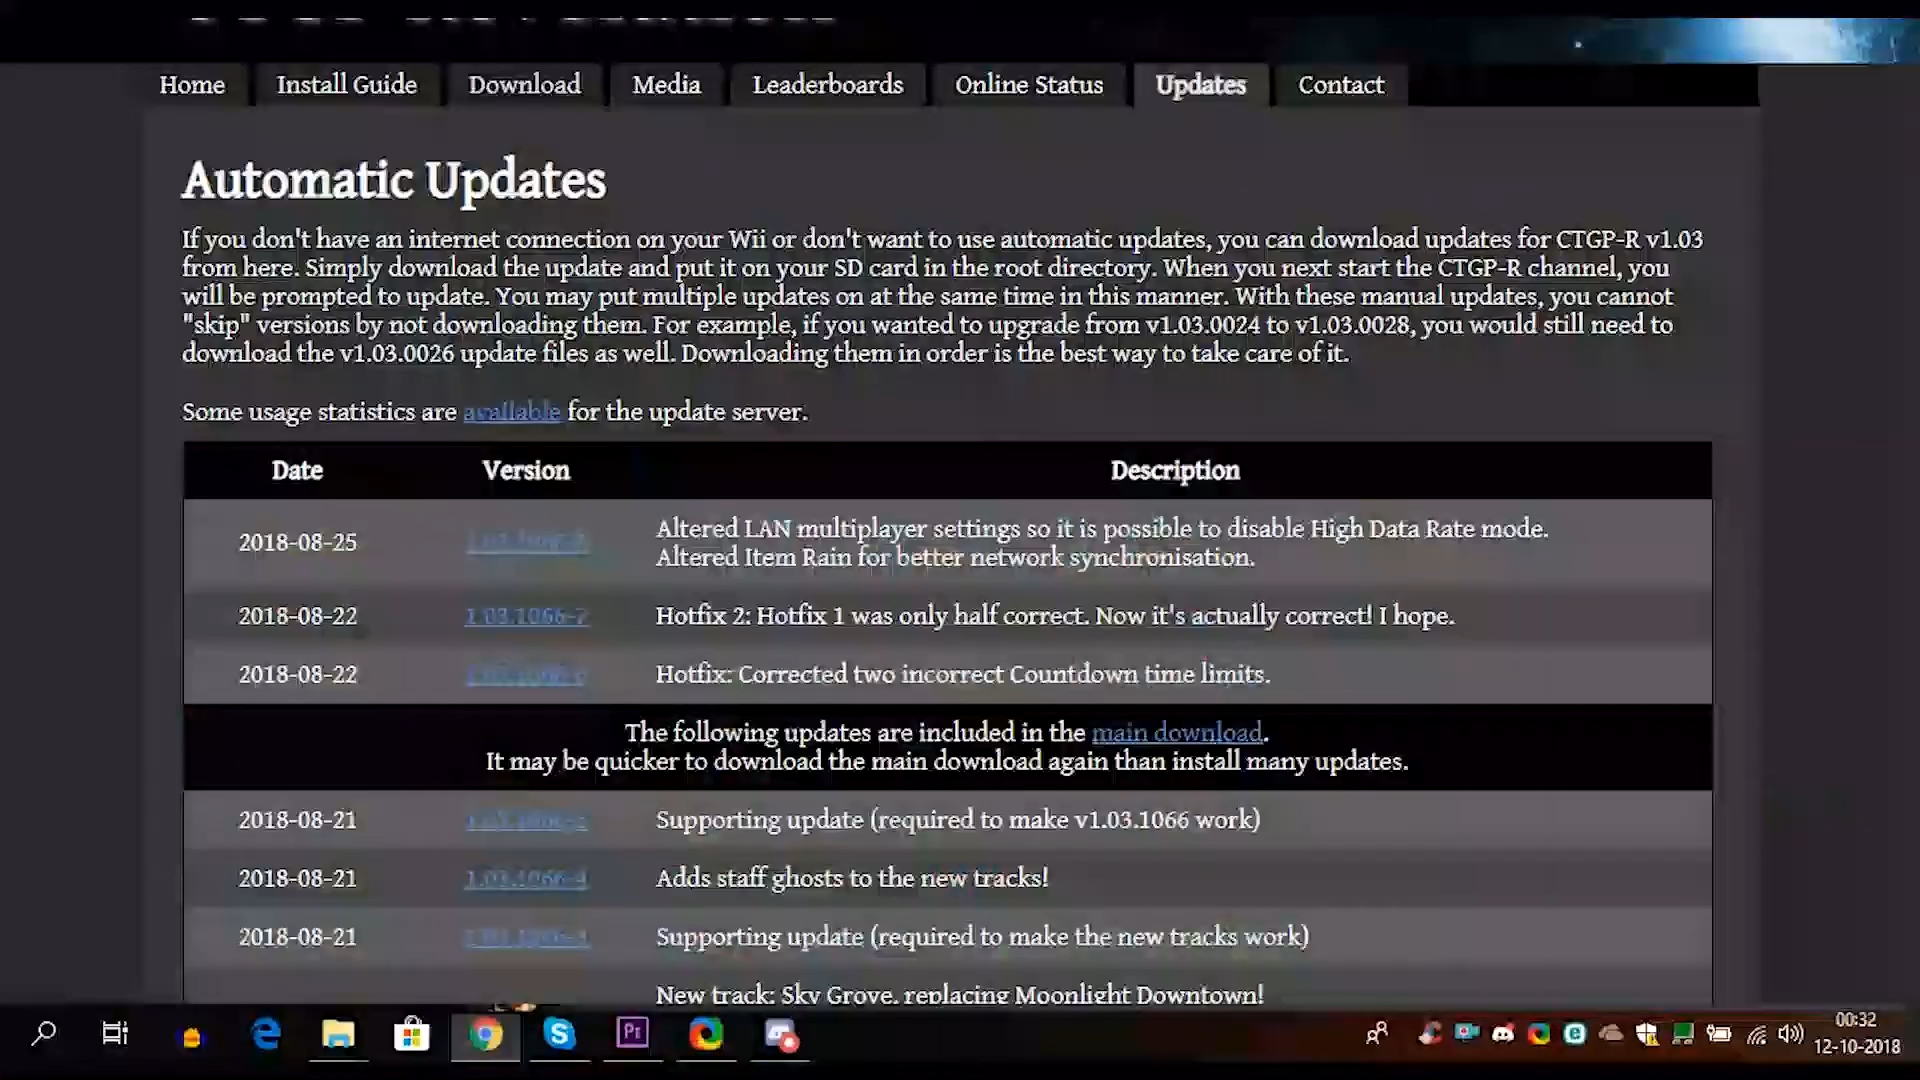 Home Install Guide Download Media Leaderboards Online Status Updates Contact
Automatic Updates
If you don't have an internet connection on your Wii or don't want to use automatic updates, you can download updates for CTGP-R v1.03
from here. Simply download the update and put it on your SD card in the root directory. When you next start the CTGP-R channel, you
will be prompted to update. You may put multiple updates on at the same time in this manner. With these manual updates, you cannot
"skip" versions by not downloading them. For example, if you wanted to upgrade from v1.03.0024 to v1.03.0028, you would still need to
download the v1.03.0026 update files as well. Downloading them in order is the best way to take care of it.
Some usage statistics are available for the update server.
Date Version Description
2018-08-25 Altered LAN multiplayer settings so it is possible to disable High Data Rate mode.
Altered Item Rain for better network synchronisation.
2018-08-22 1.03.1066-7 Hotfix 2: Hotfix 1 was only half correct. Now it's actually correct! I hope.
2018-08-22 Hotfix: Corrected two incorrect Countdown time limits.
The following updates are included in the main download.
It may be quicker to download the main download again than install many updates.
2018-08-21 Supporting update (required to make v1.03.1066 work)
2018-08-21 1.03.1066-4 Adds staff ghosts to the new tracks!
2018-08-21 Supporting update (required to make the new tracks work)
New track: Sky Grove, replacing Moonlight Downtown!
Pr
00:32
12-10-2018